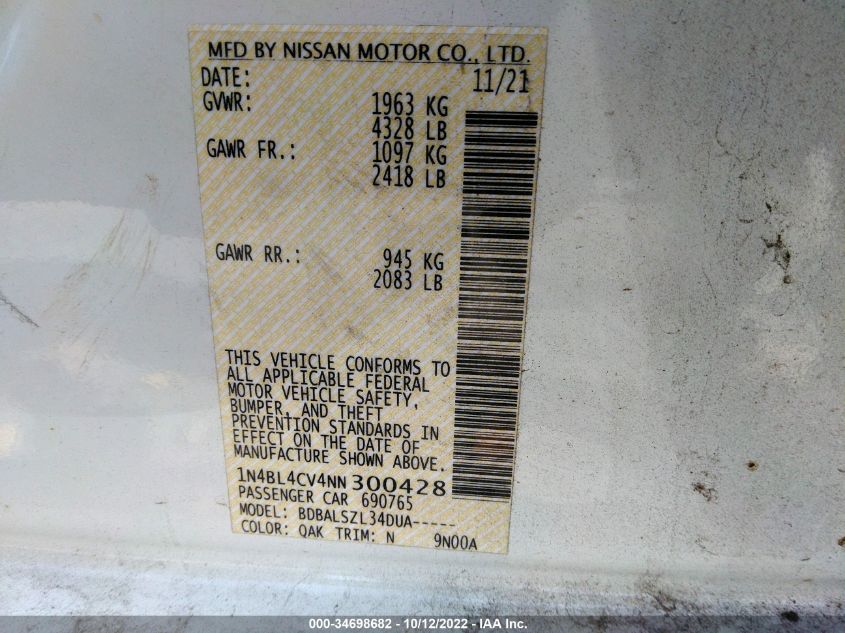 MFD BY NISSAN MOTOR CO., LTD.
DATE: 11/21
GVWR: 1963 KG
4328 LB
GAWR FR.: 1097 KG
2418 LB
GAWR RR.: 945 KG
2083 LB
THIS VEHICLE CONFORMS TO
ALL APPLICABLE FEDERAL
MOTOR VEHICLE SAFETY,
BUMPER, AND THEFT
PREVENTION STANDARDS IN
EFFECT ON THE DATE OF
MANUFACTURE SHOWN ABOVE.
1N4BL4CV4NN300428
PASSENGER CAR 690765
MODEL: BDBALSZL34DUA-----
COLOR: QAK TRIM: N 9N00A
000-34698682 - 10/12/2022 - IAA Inc.